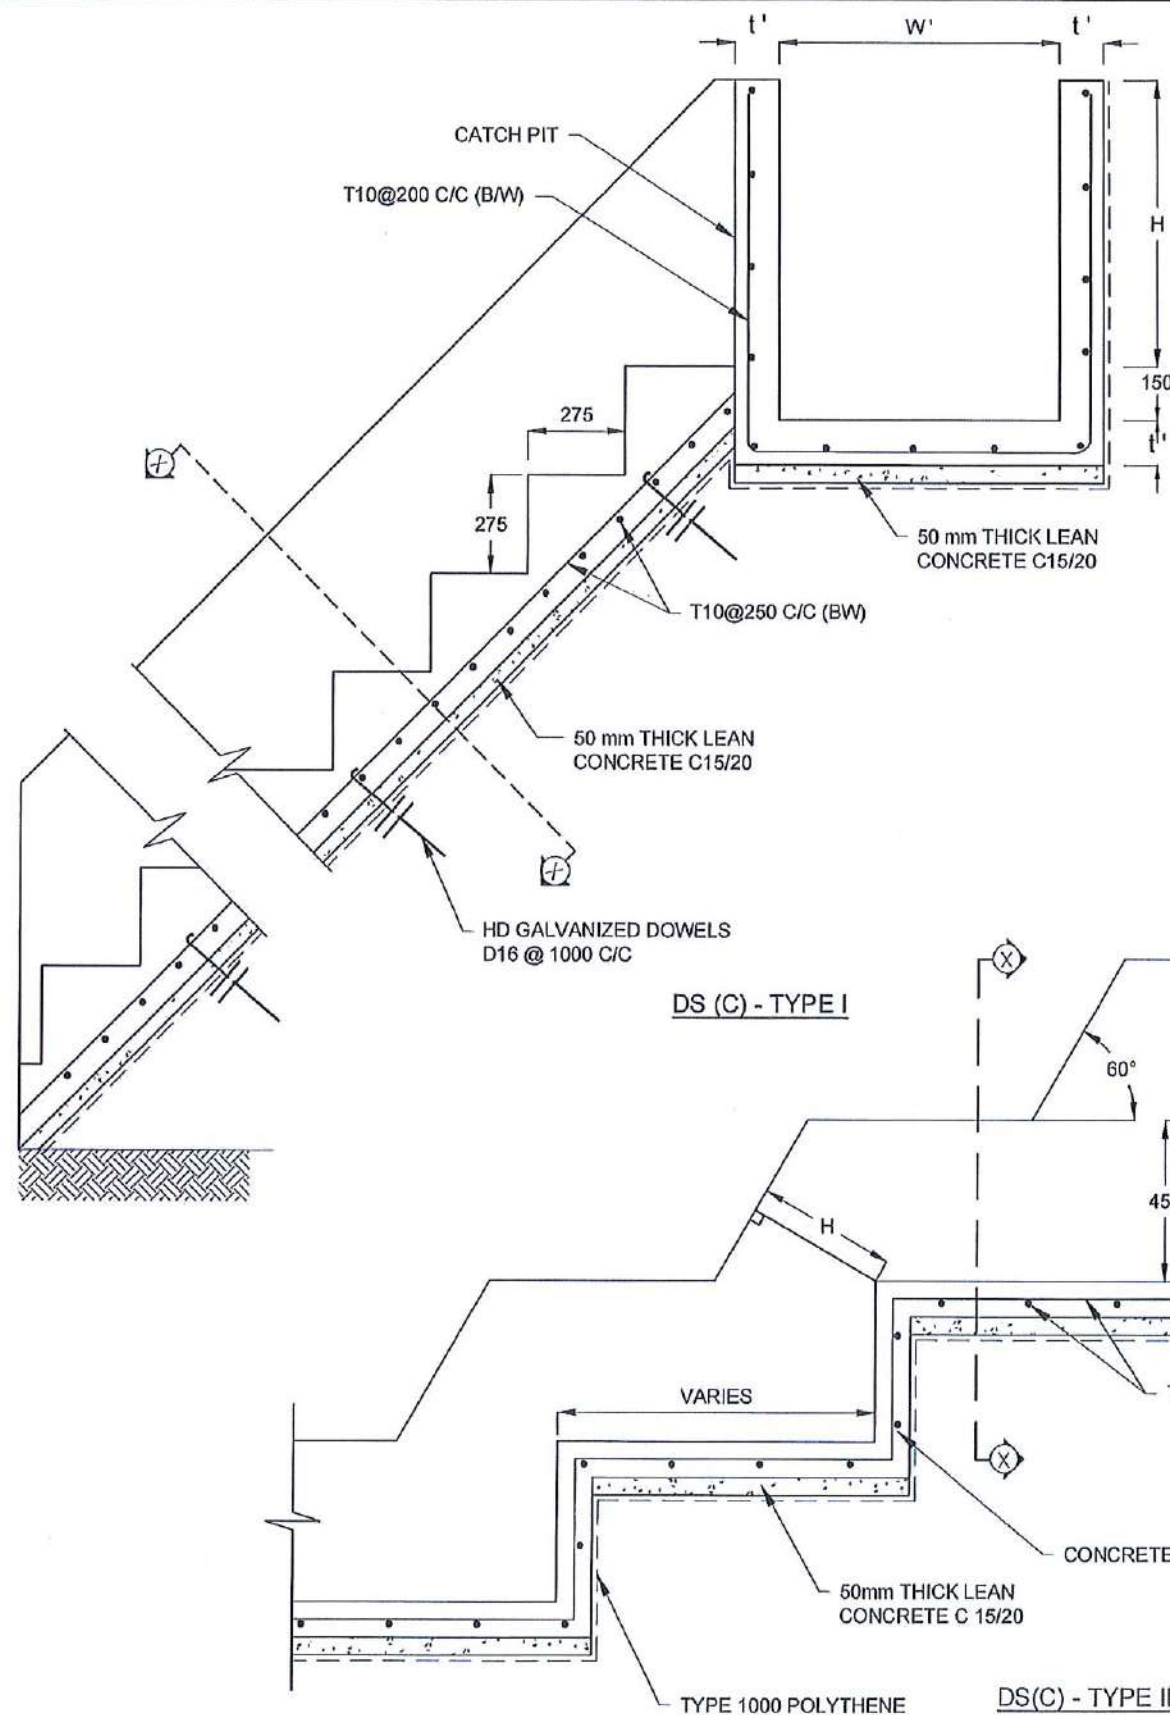 t' W' t'
CATCH PIT
T10@200 C/C (B/W)
H
150
275
t'
275
50 mm THICK LEAN
CONCRETE C15/20
T10@250 C/C (BW)
50 mm THICK LEAN
CONCRETE C15/20
HD GALVANIZED DOWELS
D16 @ 1000 C/C
X
DS (C) - TYPE I
60°
45
H
VARIES
X
CONCRETE
50mm THICK LEAN
CONCRETE C 15/20
TYPE 1000 POLYTHENE
DS(C) - TYPE II